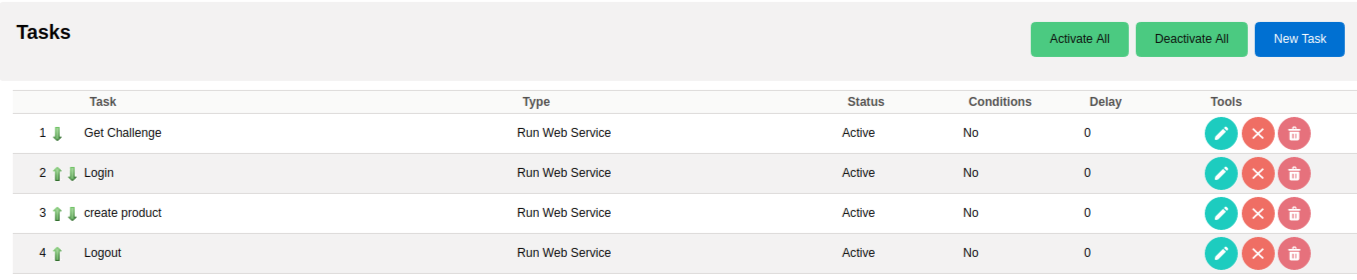 Tasks
Activate All Deactivate All New Task
Task Type Status Conditions Delay Tools
1 Get Challenge Run Web Service Active No 0
2 Login Run Web Service Active No 0
3 create product Run Web Service Active No 0
4 Logout Run Web Service Active No 0